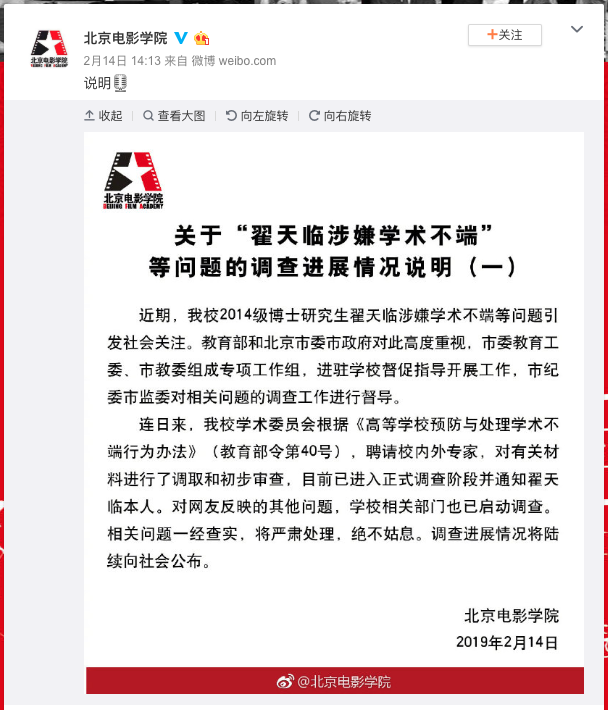 北京电影学院
北京电影学院
BEIJING FILM ACADEMY
+关注
2月14日 14:13 来自 微博 weibo.com
说明
收起
查看大图
向左旋转
向右旋转
北京电影学院
BEIJING FILM ACADEMY
关于“翟天临涉嫌学术不端”
等问题的调查进展情况说明（一）
近期，我校2014级博士研究生翟天临涉嫌学术不端等问题引
发社会关注。教育部和北京市委市政府对此高度重视，市委教育工
委、市教委组成专项工作组，进驻学校督促指导开展工作，市纪
委市监委对相关问题的调查工作进行督导。
连日来，我校学术委员会根据《高等学校预防与处理学术不
端行为办法》（教育部令第40号），聘请校内外专家，对有关材
料进行了调取和初步审查，目前已进入正式调查阶段并通知翟天
临本人。对网友反映的其他问题，学校相关部门也已启动调查。
相关问题一经查实，将严肃处理，绝不姑息。调查进展情况将陆
续向社会公布。
北京电影学院
2019年2月14日
@北京电影学院